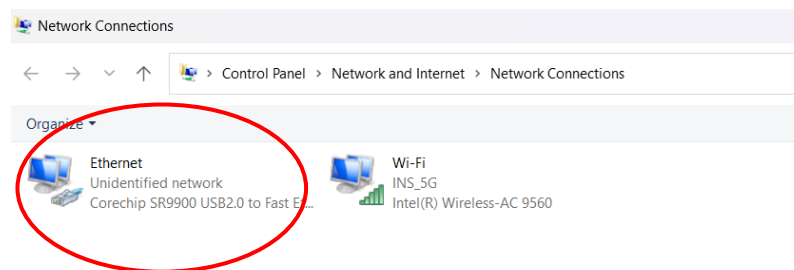 Network Connections
Control Panel > Network and Internet > Network Connections
Organize
Ethernet
Unidentified network
Corechip SR9900 USB2.0 to Fast Et...
Wi-Fi
INS_5G
Intel(R) Wireless-AC 9560